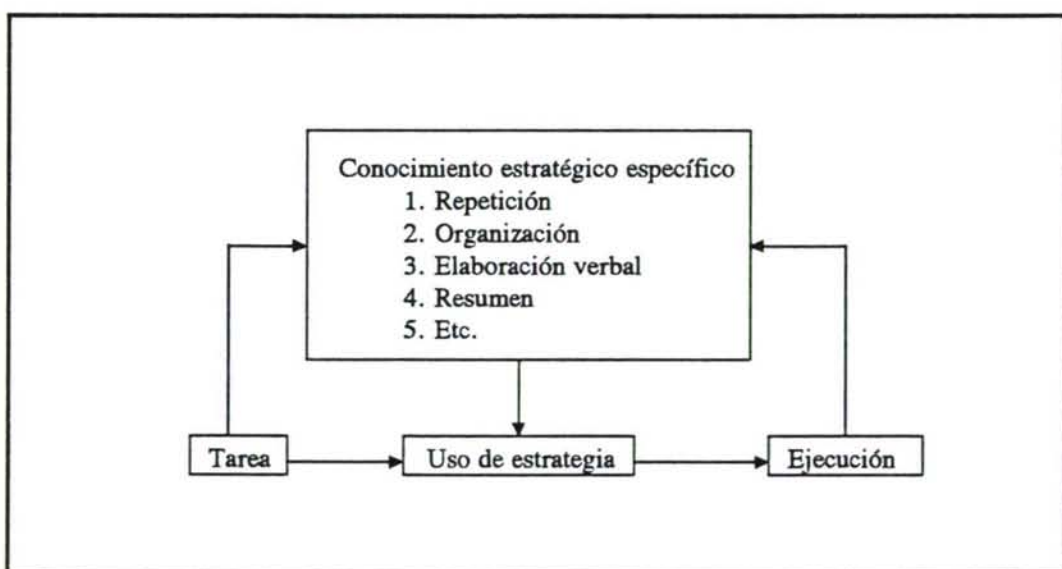 Conocimiento estratégico específico
1. Repetición
2. Organización
3. Elaboración verbal
4. Resumen
5. Etc.
Tarea
Uso de estrategia
Ejecución